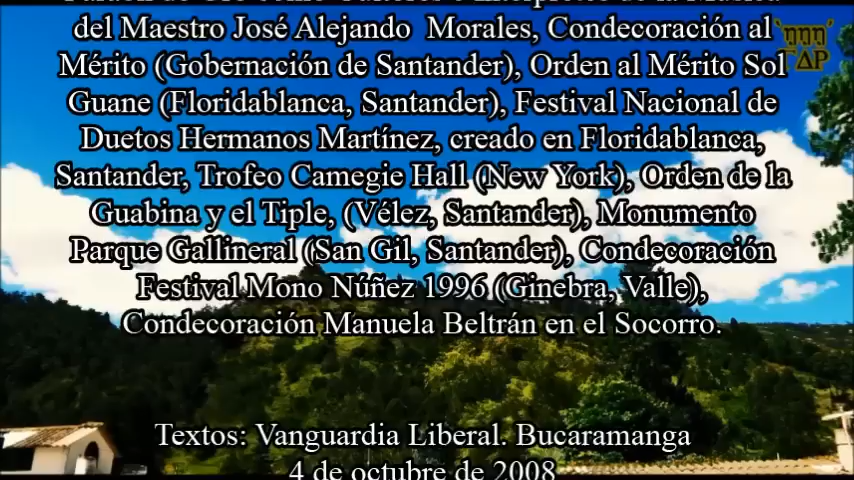 del Maestro José Alejando Morales, Condecoración al
Mérito (Gobernación de Santander), Orden al Mérito Sol
Guane (Floridablanca, Santander), Festival Nacional de
Duetos Hermanos Martínez, creado en Floridablanca,
Santander, Trofeo Camegie Hall (New York), Orden de la
Guabina y el Tiple, (Vélez, Santander), Monumento
Parque Gallineral (San Gil, Santander), Condecoración
Festival Mono Núñez 1996 (Ginebra, Valle),
Condecoración Manuela Beltrán en el Socorro.
Textos: Vanguardia Liberal. Bucaramanga
4 de octubre de 2008